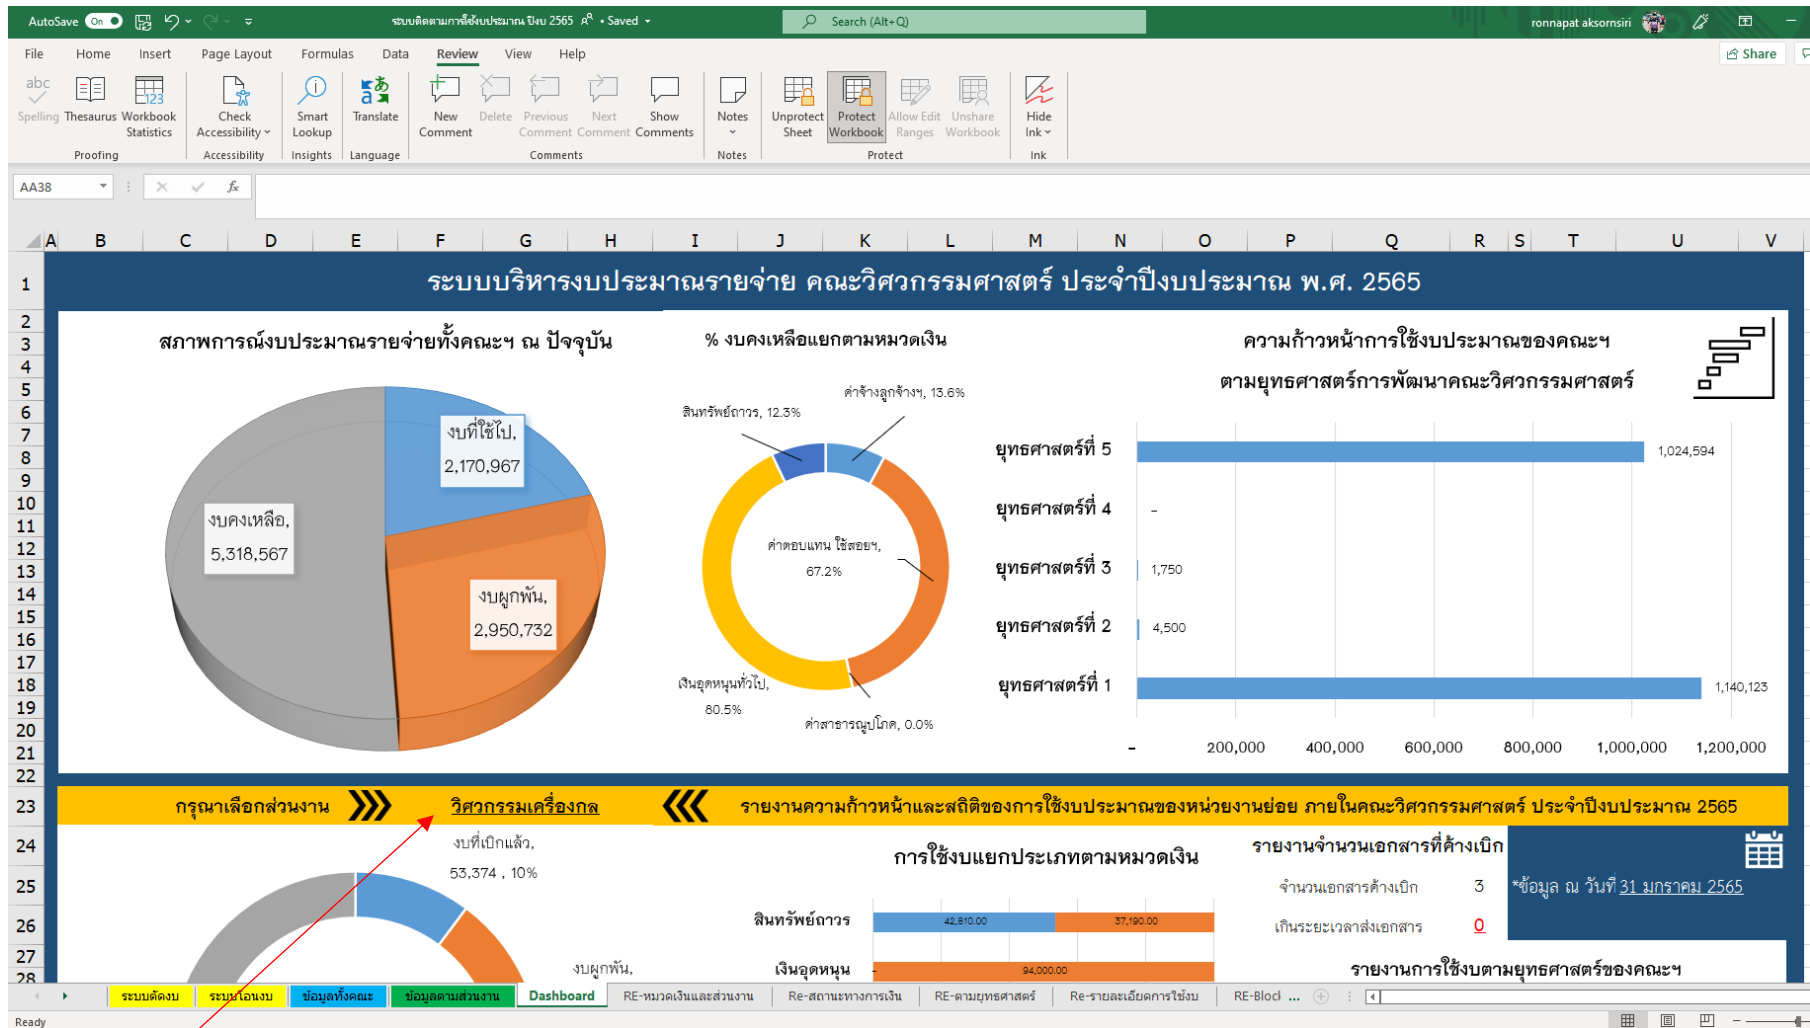 AutoSave On ระบบติดตามการใช้งบประมาณ ปีงบ 2565 • Saved Search (Alt+Q) ronnapat aksornsiri
File Home Insert Page Layout Formulas Data Review View Help Share
Spelling Thesaurus Workbook Statistics Check Accessibility Smart Lookup Translate New Comment Delete Previous Comment Next Comment Show Comments Notes Unprotect Sheet Protect Workbook Allow Edit Ranges Unshare Workbook Hide Ink
Proofing Accessibility Insights Language Comments Notes Protect Ink
AA38 fx
A B C D E F G H I J K L M N O P Q R S T U V
1 ระบบบริหารงบประมาณรายจ่าย คณะวิศวกรรมศาสตร์ ประจำปีงบประมาณ พ.ศ. 2565
2
3
4
5
6
7
8
9
10
11
12
13
14
15
16
17
18
19
20
21
22
สภาพการณ์งบประมาณรายจ่ายทั้งคณะฯ ณ ปัจจุบัน
งบที่ใช้ไป,
2,170,967
งบคงเหลือ,
5,318,567
งบผูกพัน,
2,950,732
% งบคงเหลือแยกตามหมวดเงิน
ค่าจ้างลูกจ้างฯ, 13.6%
สินทรัพย์ถาวร, 12.3%
ค่าตอบแทน ใช้สอยฯ,
67.2%
เงินอุดหนุนทั่วไป,
80.5%
ค่าสาธารณูปโภค, 0.0%
ความก้าวหน้าการใช้งบประมาณของคณะฯ
ตามยุทธศาสตร์การพัฒนาคณะวิศวกรรมศาสตร์
ยุทธศาสตร์ที่ 5 1,024,594
ยุทธศาสตร์ที่ 4 -
ยุทธศาสตร์ที่ 3 1,750
ยุทธศาสตร์ที่ 2 4,500
ยุทธศาสตร์ที่ 1 1,140,123
- 200,000 400,000 600,000 800,000 1,000,000 1,200,000
23 กรุณาเลือกส่วนงาน วิศวกรรมเครื่องกล รายงานความก้าวหน้าและสถิติของการใช้งบประมาณของหน่วยงานย่อย ภายในคณะวิศวกรรมศาสตร์ ประจำปีงบประมาณ 2565
24
25
26
27
28
งบที่เบิกแล้ว,
53,374 , 10%
งบผูกพัน,
การใช้งบแยกประเภทตามหมวดเงิน
สินทรัพย์ถาวร 42,810.00 37,190.00
เงินอุดหนุน - 94,000.00
รายงานจำนวนเอกสารที่ค้างเบิก
จำนวนเอกสารค้างเบิก 3
เกินระยะเวลาส่งเอกสาร 0
*ข้อมูล ณ วันที่ 31 มกราคม 2565
รายงานการใช้งบตามยุทธศาสตร์ของคณะฯ
ระบบตัดงบ ระบบโอนงบ ข้อมูลทั้งคณะ ข้อมูลตามส่วนงาน Dashboard RE-หมวดเงินและส่วนงาน Re-สถานะทางการเงิน RE-ตามยุทธศาสตร์ Re-รายละเอียดการใช้งบ RE-Block ...
Ready